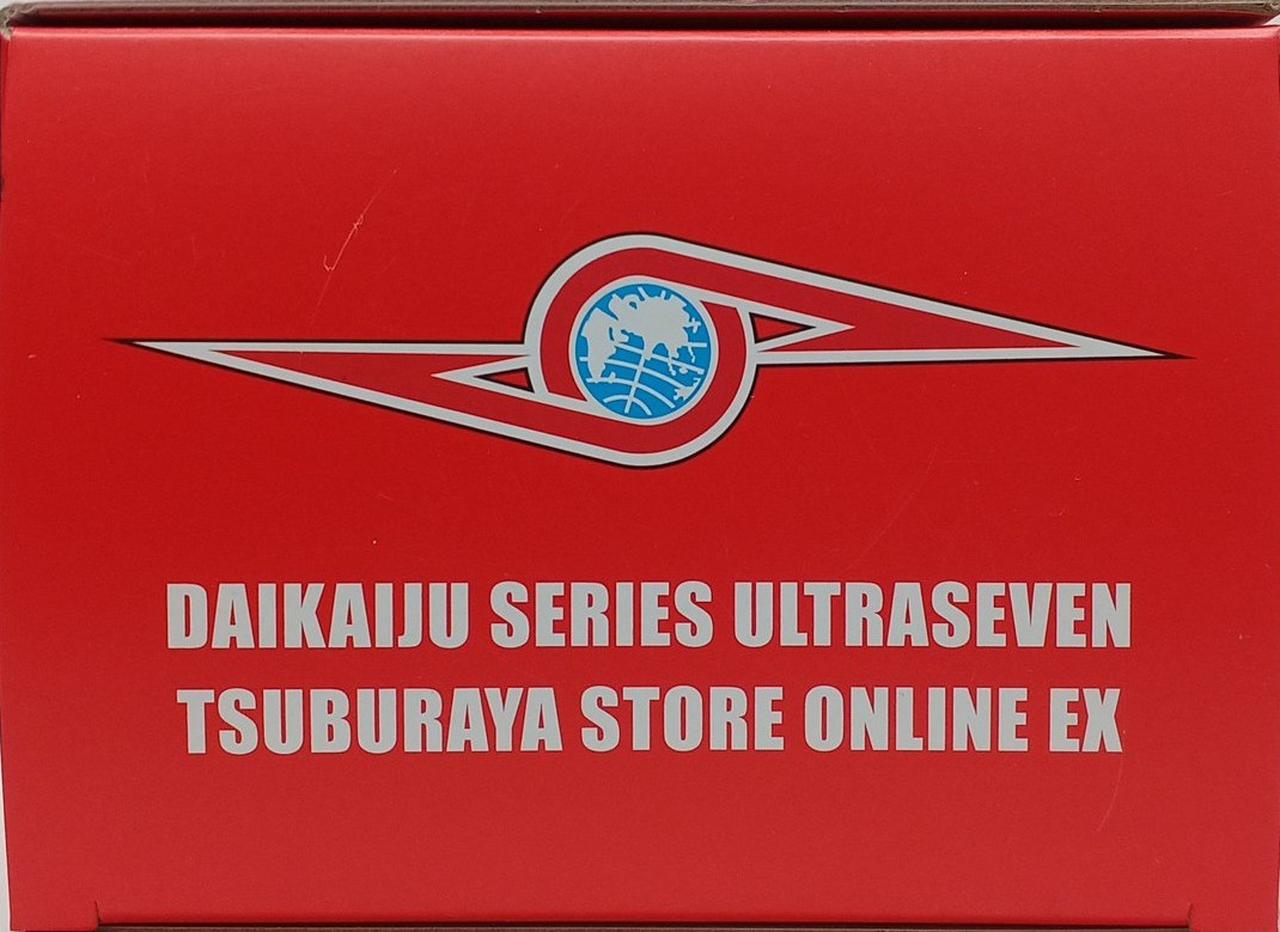 DAIKAIJU SERIES ULTRASEVEN
TSUBURAYA STORE ONLINE EX